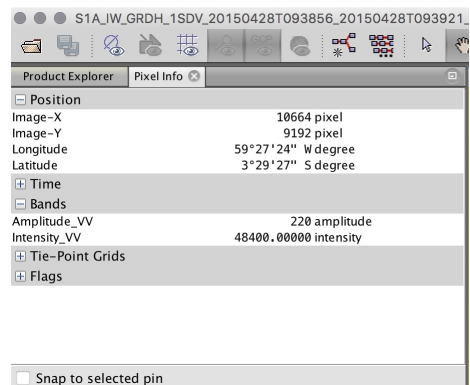 S1A_IW_GRDH_1SDV_20150428T093856_20150428T093921_
GCP
Product Explorer Pixel Info
Position
Image-X 10664 pixel
Image-Y 9192 pixel
Longitude 59°27'24" W degree
Latitude 3°29'27" S degree
Time
Bands
Amplitude_VV 220 amplitude
Intensity_VV 48400.00000 intensity
Tie-Point Grids
Flags
Snap to selected pin